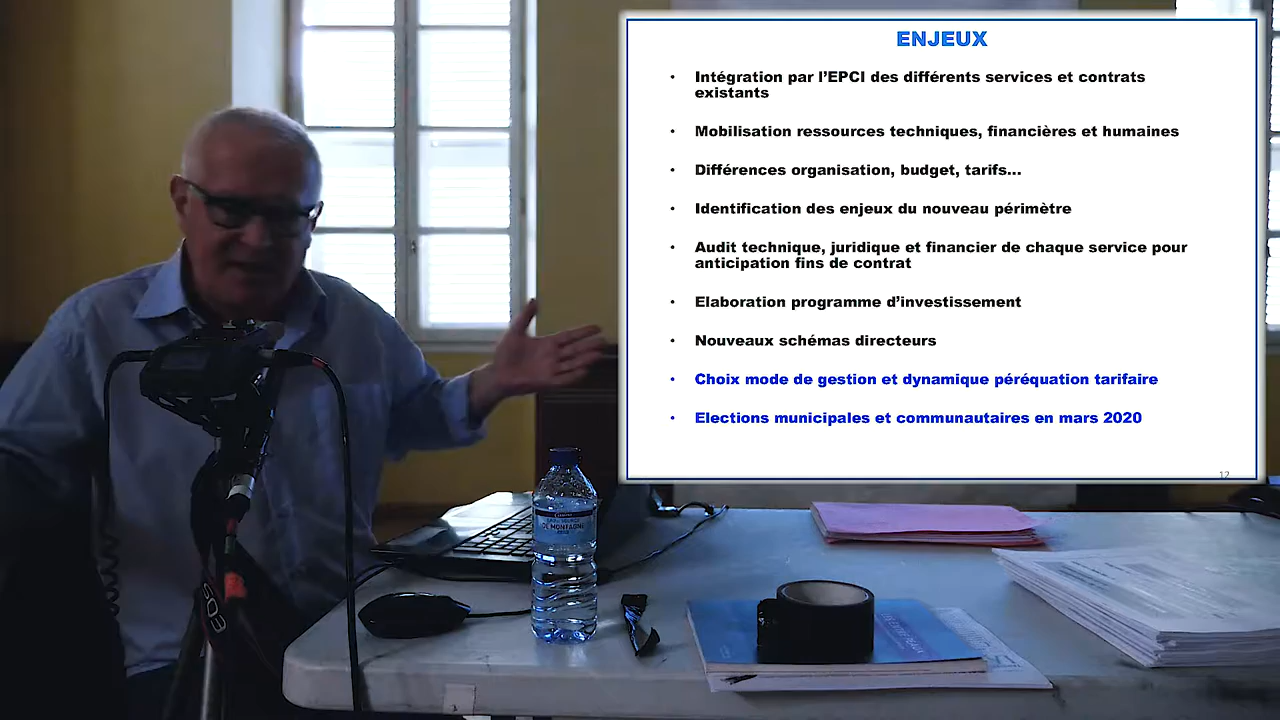 ENJEUX
• Intégration par l'EPCI des différents services et contrats
existants
• Mobilisation ressources techniques, financières et humaines
• Différences organisation, budget, tarifs...
• Identification des enjeux du nouveau périmètre
• Audit technique, juridique et financier de chaque service pour
anticipation fins de contrat
• Elaboration programme d'investissement
• Nouveaux schémas directeurs
• Choix mode de gestion et dynamique péréquation tarifaire
• Elections municipales et communautaires en mars 2020
12
DE MONTAGNE
EOS